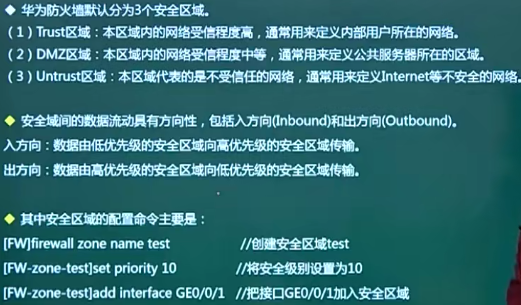 ◆ 华为防火墙默认分为3个安全区域。
（1）Trust区域：本区域内的网络受信程度高，通常用来定义内部用户所在的网络。
（2）DMZ区域：本区域内的网络受信程度中等，通常用来定义公共服务器所在的区域。
（3）Untrust区域：本区域代表的是不受信任的网络，通常用来定义Internet等不安全的网络。
◆ 安全域间的数据流动具有方向性，包括入方向(Inbound)和出方向(Outbound)。
入方向：数据由低优先级的安全区域向高优先级的安全区域传输。
出方向：数据由高优先级的安全区域向低优先级的安全区域传输。
◆ 其中安全区域的配置命令主要是：
[FW]firewall zone name test //创建安全区域test
[FW-zone-test]set priority 10 //将安全级别设置为10
[FW-zone-test]add interface GE0/0/1 //把接口GE0/0/1加入安全区域